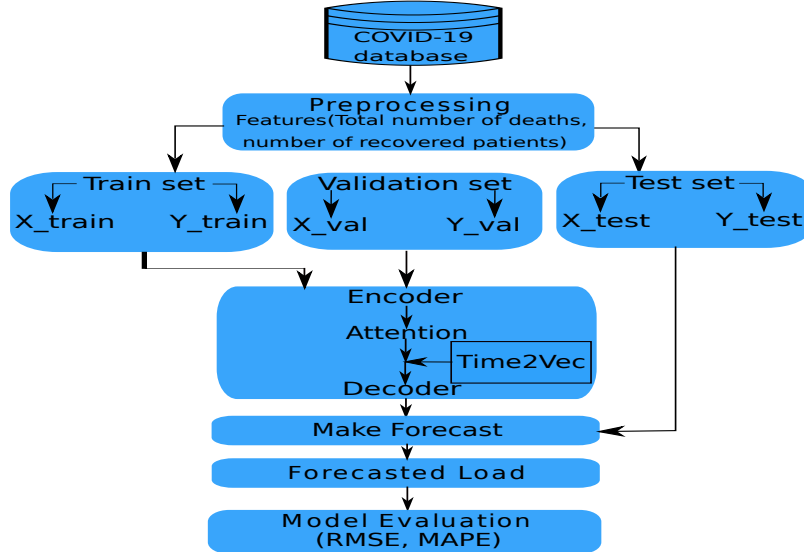 COVID-19
database
Preprocessing
Features(Total number of deaths,
number of recovered patients)
Train set
X_train
Y_train
Validation set
X_val
Y_val
Test set
X_test
Y_test
Encoder
Attention
Time2Vec
Decoder
Make Forecast
Forecasted Load
Model Evaluation
(RMSE, MAPE)